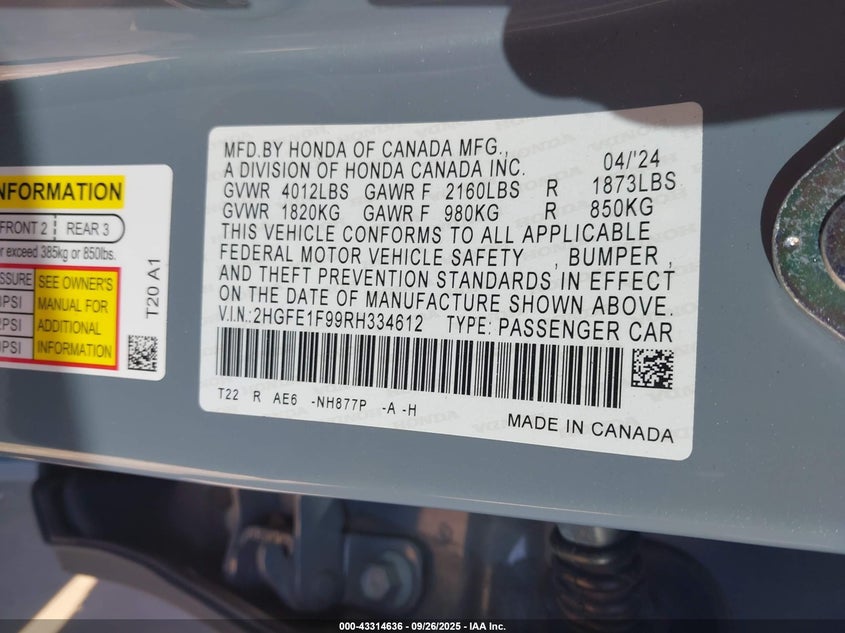 MFD.BY HONDA OF CANADA MFG.,
A DIVISION OF HONDA CANADA INC. 04/'24
GVWR 4012LBS GAWR F 2160LBS R 1873LBS
GVWR 1820KG GAWR F 980KG R 850KG
THIS VEHICLE CONFORMS TO ALL APPLICABLE
FEDERAL MOTOR VEHICLE SAFETY , BUMPER ,
AND THEFT PREVENTION STANDARDS IN EFFECT
ON THE DATE OF MANUFACTURE SHOWN ABOVE.
V.I.N.:2HGFE1F99RH334612 TYPE: PASSENGER CAR
T22 R AE6 -NH877P -A -H
MADE IN CANADA
INFORMATION
FRONT 2 REAR 3
exceed 385kg or 850lbs.
SEE OWNER'S
MANUAL FOR
ADDITIONAL
INFORMATION
PSI
PSI
PSI
T20 A1
000-43314636 - 09/26/2025 - IAA Inc.